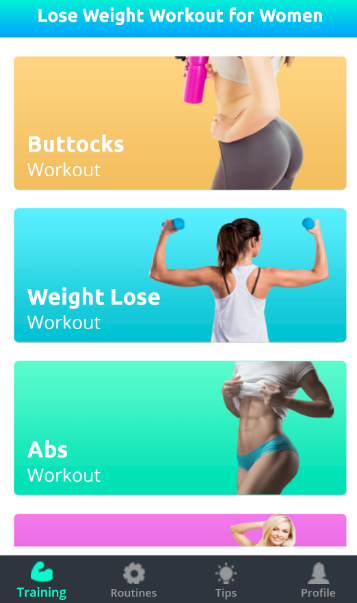 Lose Weight Workout for Women
Buttocks
Workout
Weight Lose
Workout
Abs
Workout
Training
Routines
Tips
Profile